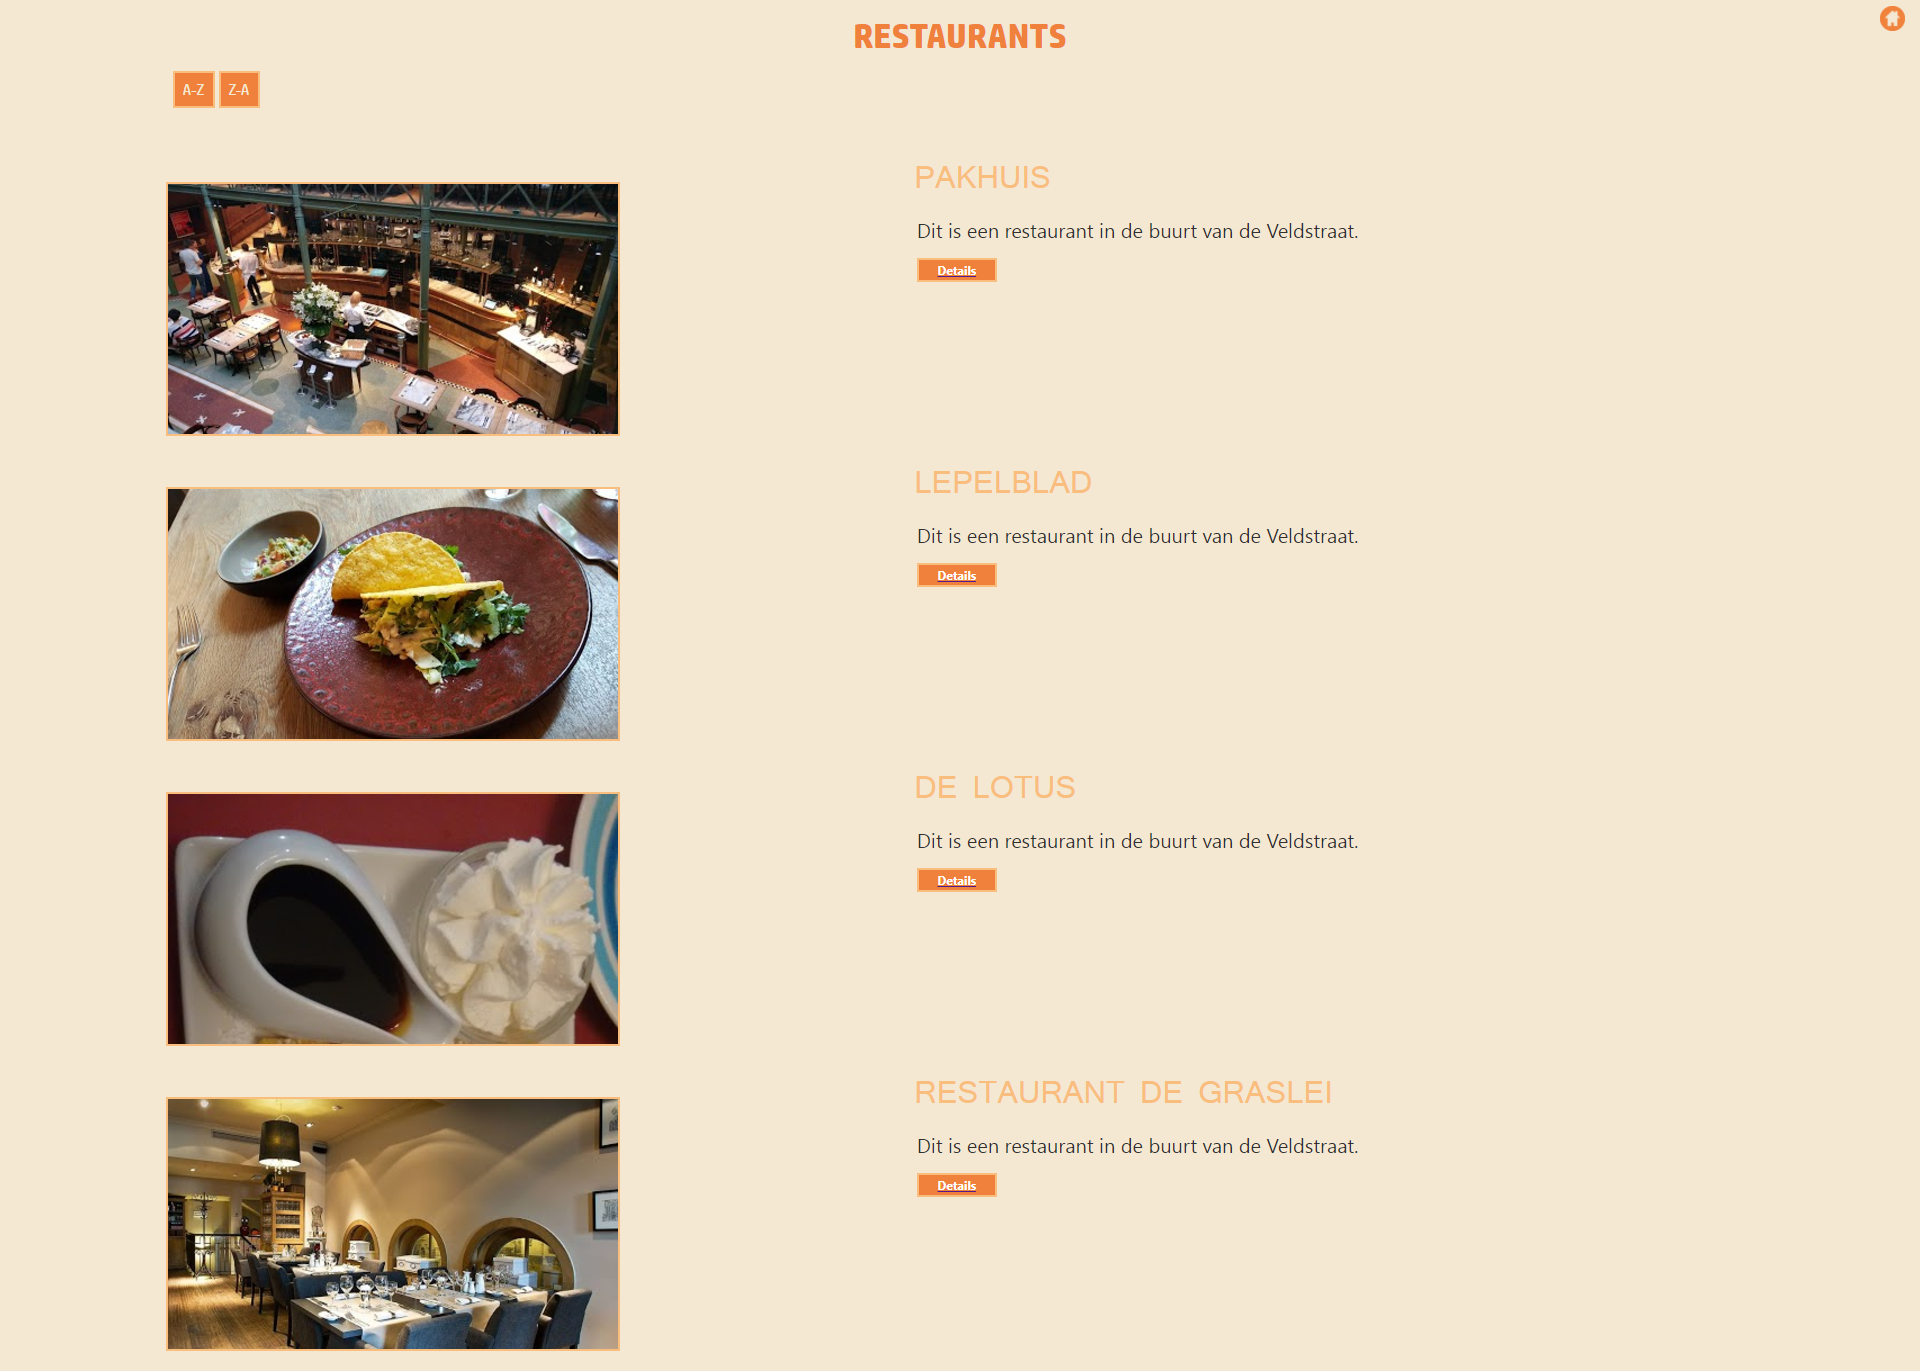 RESTAURANTS
A-Z Z-A
PAKHUIS
Dit is een restaurant in de buurt van de Veldstraat.
Details
LEPELBLAD
Dit is een restaurant in de buurt van de Veldstraat.
Details
DE LOTUS
Dit is een restaurant in de buurt van de Veldstraat.
Details
RESTAURANT DE GRASLEI
Dit is een restaurant in de buurt van de Veldstraat.
Details